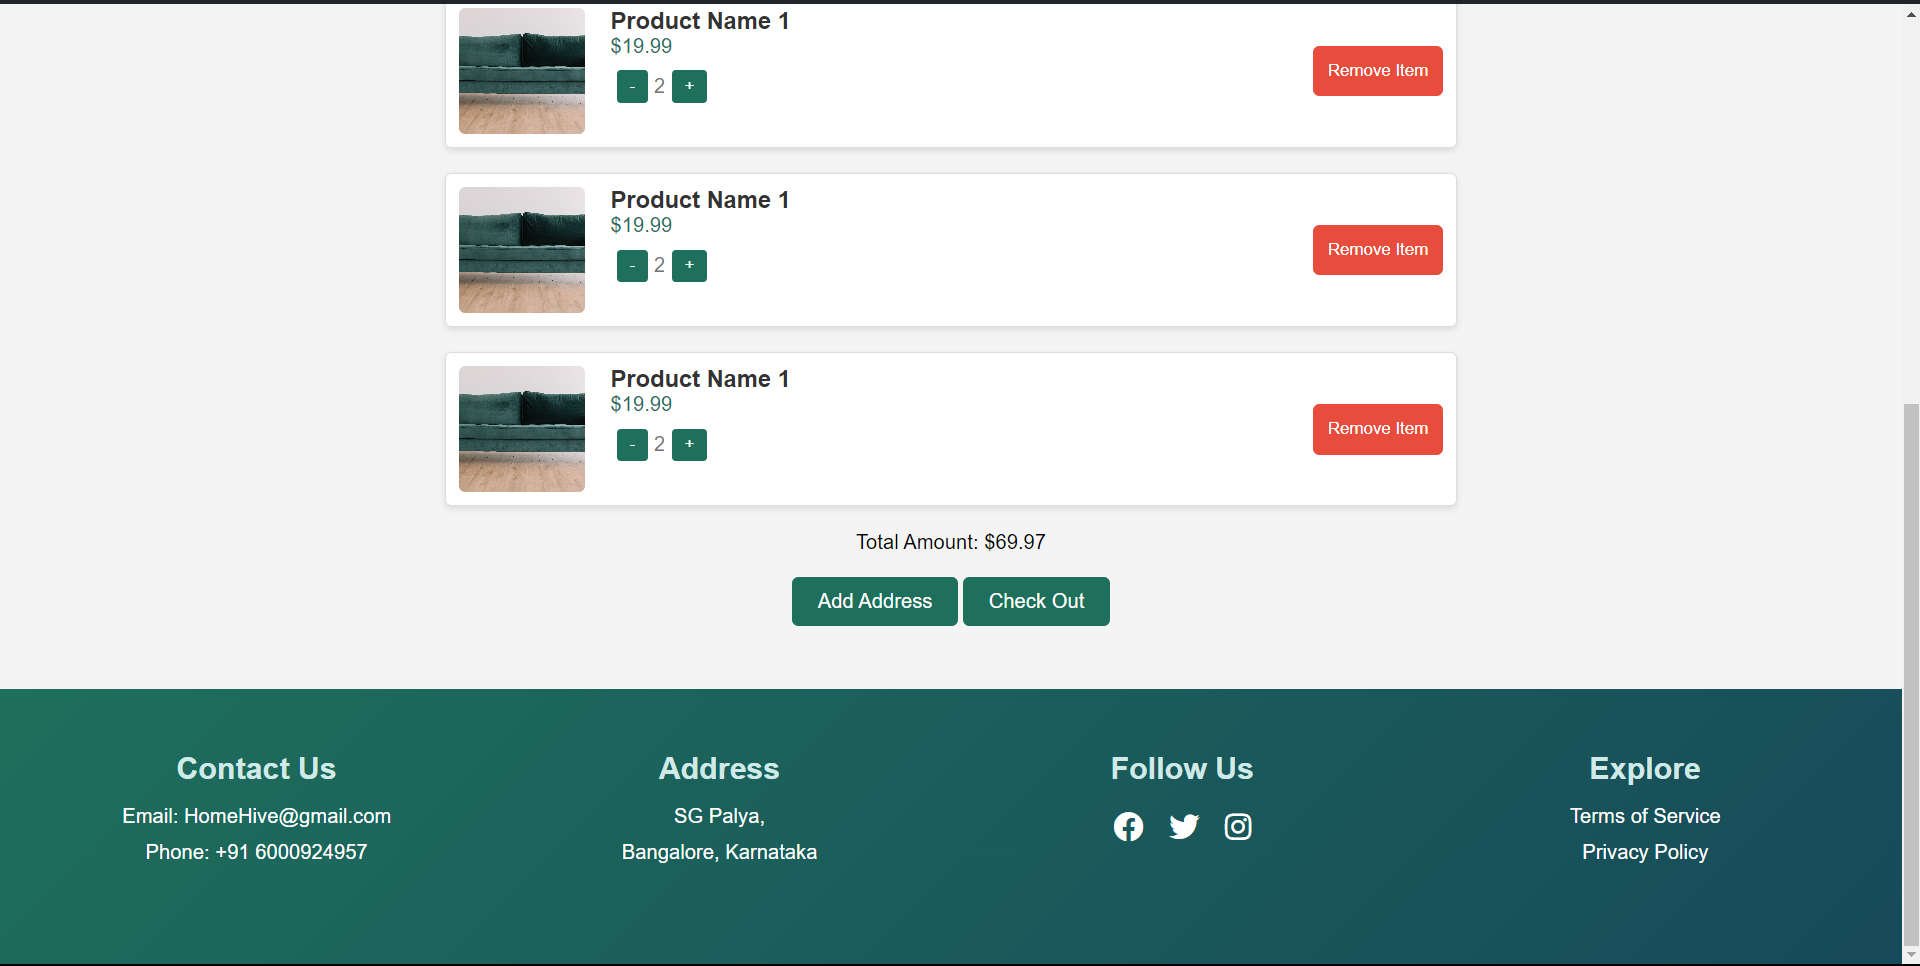 Product Name 1
$19.99
- 2 +
Remove Item
Product Name 1
$19.99
- 2 +
Remove Item
Product Name 1
$19.99
- 2 +
Remove Item
Total Amount: $69.97
Add Address
Check Out
Contact Us
Email: HomeHive@gmail.com
Phone: +91 6000924957
Address
SG Palya,
Bangalore, Karnataka
Follow Us
Explore
Terms of Service
Privacy Policy